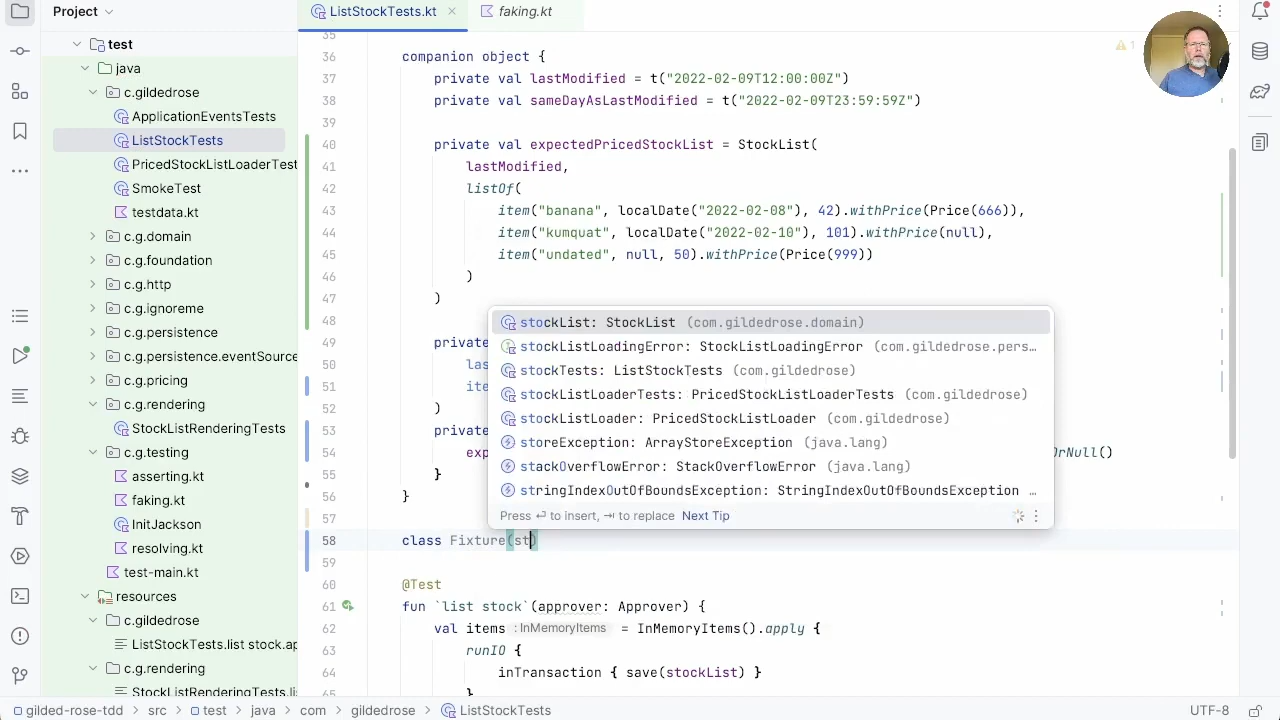 Project
ListStockTests.kt
faking.kt
test
java
c.gildedrose
ApplicationEventsTests
ListStockTests
PricedStockListLoaderTest
SmokeTest
testdata.kt
c.g.domain
c.g.foundation
c.g.http
c.g.ignoreme
c.g.persistence
c.g.persistence.eventSource
c.g.pricing
c.g.rendering
StockListRenderingTests
c.g.testing
asserting.kt
faking.kt
InitJackson
resolving.kt
test-main.kt
resources
c.gildedrose
ListStockTests.list stock.ap
c.g.rendering
StockListRenderingTests.lis
35
36 companion object {
37 private val lastModified = t("2022-02-09T12:00:00Z")
38 private val sameDayAsLastModified = t("2022-02-09T23:59:59Z")
39
40 private val expectedPricedStockList = StockList(
41 lastModified,
42 listOf(
43 item("banana", localDate("2022-02-08"), 42).withPrice(Price(666)),
44 item("kumquat", localDate("2022-02-10"), 101).withPrice(null),
45 item("undated", null, 50).withPrice(Price(999))
46 )
47 )
48
49 private
50 las
51 ite
52 )
53 private
54 exp OrNull()
55 }
56 }
57
58 class Fixture(st)
59
60 @Test
61 fun `list stock`(approver: Approver) {
62 val items : InMemoryItems = InMemoryItems().apply {
63 runIO {
64 inTransaction { save(stockList) }
}
1
stockList: StockList (com.gildedrose.domain)
stockListLoadingError: StockListLoadingError (com.gildedrose.pers…
stockTests: ListStockTests (com.gildedrose)
stockListLoaderTests: PricedStockListLoaderTests (com.gildedrose)
stockListLoader: PricedStockListLoader (com.gildedrose)
storeException: ArrayStoreException (java.lang)
stackOverflowError: StackOverflowError (java.lang)
stringIndexOutOfBoundsException: StringIndexOutOfBoundsException …
Press ↩ to insert, ⇥ to replace Next Tip
gilded-rose-tdd > src > test > java > com > gildedrose > ListStockTests
UTF-8